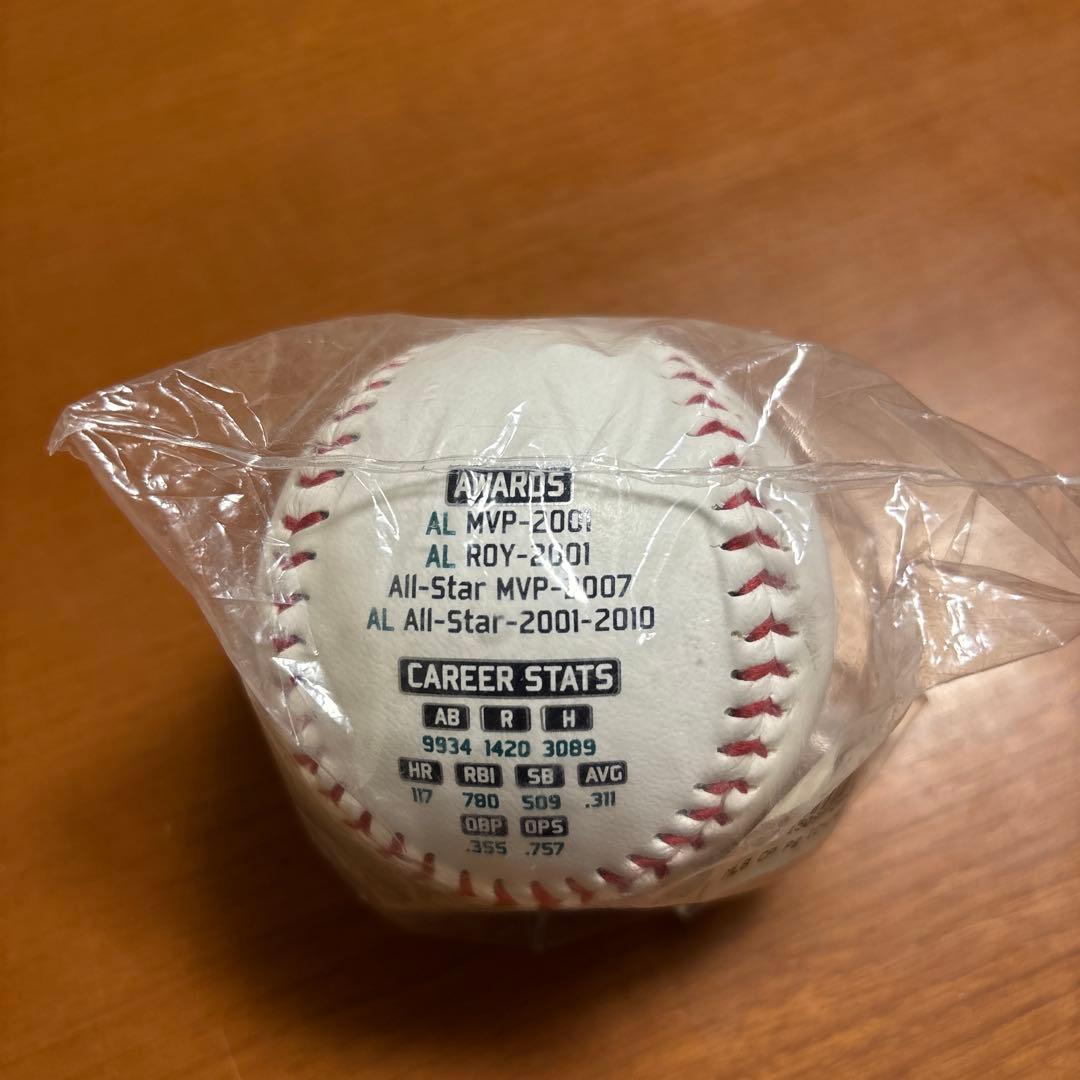 AWARDS
AL MVP-2001
AL ROY-2001
All-Star MVP-2007
AL All-Star-2001-2010
CAREER STATS
AB R H
9934 1420 3089
HR RBI SB AVG
117 780 509 .311
OBP OPS
.355 .757